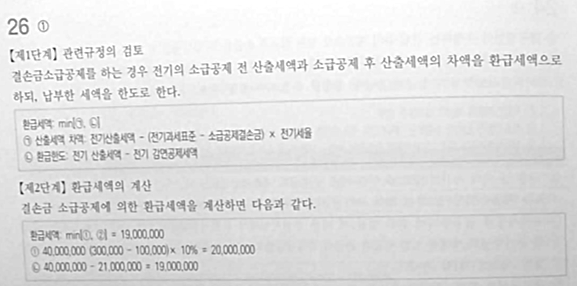 26 ①
【제1단계】 관련규정의 검토
결손금소급공제를 하는 경우 전기의 소급공제 전 산출세액과 소급공제 후 산출세액의 차액을 환급세액으로
하되, 납부한 세액을 한도로 한다.
환급세액: min[㉠, ㉡]
㉠ 산출세액 차액: 전기산출세액 - (전기과세표준 - 소급공제결손금) × 전기세율
㉡ 환급한도: 전기 산출세액 - 전기 감면공제세액
【제2단계】 환급세액의 계산
결손금 소급공제에 의한 환급세액을 계산하면 다음과 같다.
환급세액: min[①, ②] = 19,000,000
① 40,000,000 (300,000 - 100,000)× 10% = 20,000,000
㉡ 40,000,000 - 21,000,000 = 19,000,000